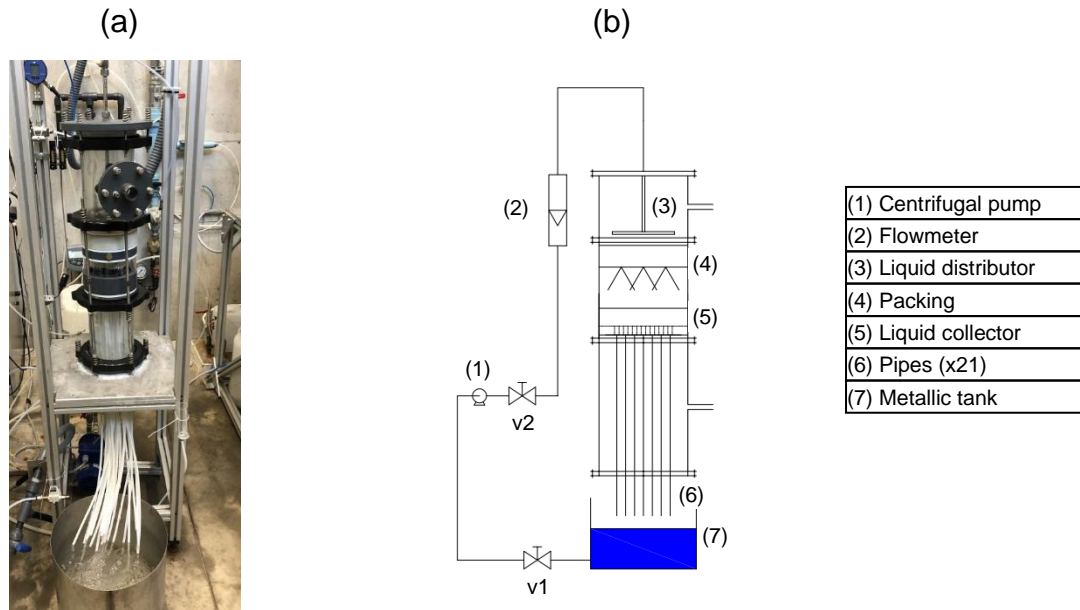 (a)
(b)
(2)
(3)
(4)
(5)
(1)
v2
(6)
(7)
v1
(1) Centrifugal pump
(2) Flowmeter
(3) Liquid distributor
(4) Packing
(5) Liquid collector
(6) Pipes (x21)
(7) Metallic tank